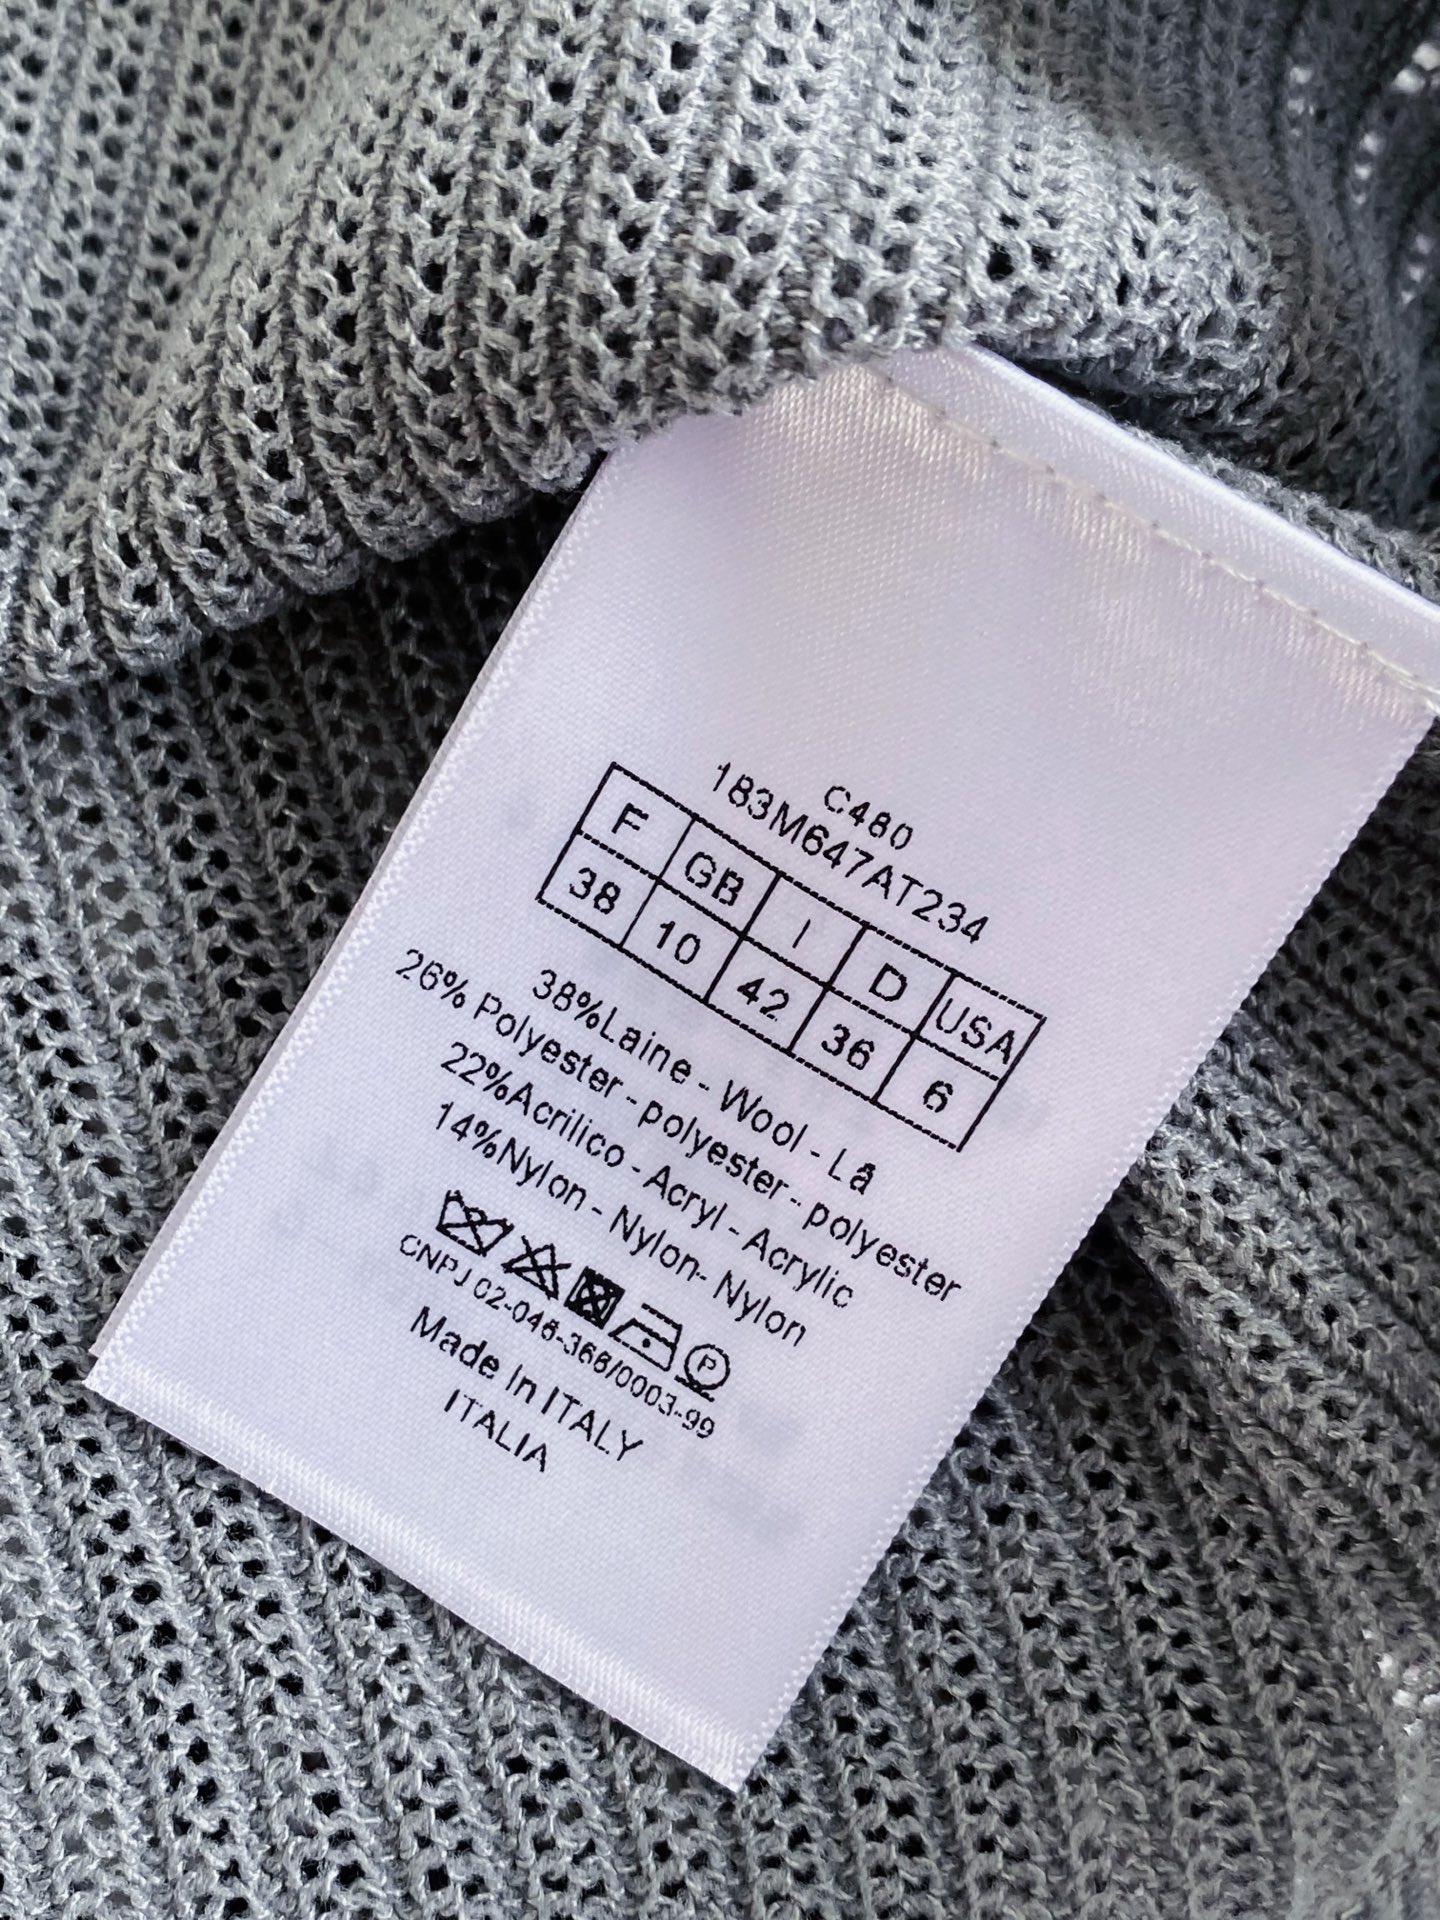 C480
183M647AT234
F GB I D USA
38 10 42 36 6
38%Laine - Wool - Lã
26% Polyester - polyester - polyester
22%Acrilico - Acryl - Acrylic
14%Nylon - Nylon- Nylon
P
CNPJ 02-046-366/0003-99
Made In ITALY
ITALIA